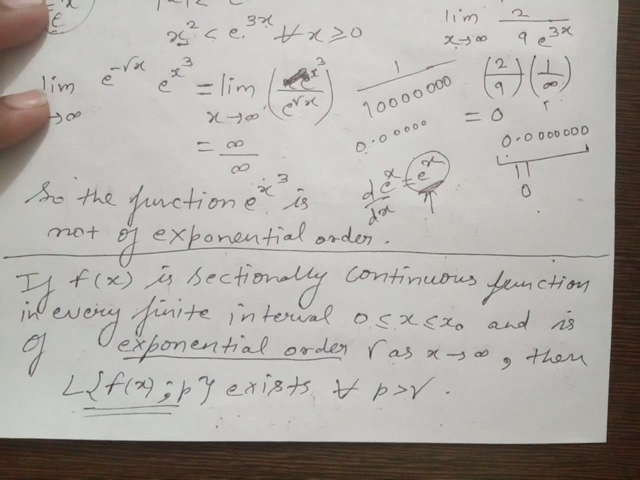 x² < e^{3x} ∀ x ≥ 0
lim x→∞ 2 / 9 e^{3x}
lim →∞ e^{-√x} e^{x³} = lim x→∞ (e^{x³} / e^{√x})
= ∞/∞
1 / 10000000
0.00000
(2/9)(1/∞)
= 0
0.0000000
0
d/dx e^x = e^x
So the function e^{x³} is
not of exponential order.
If f(x) is sectionally continuous function
in every finite interval 0 ≤ x ≤ x₀ and is
of exponential order γ as x→∞, then
L{f(x); p} exists ∀ p > γ.